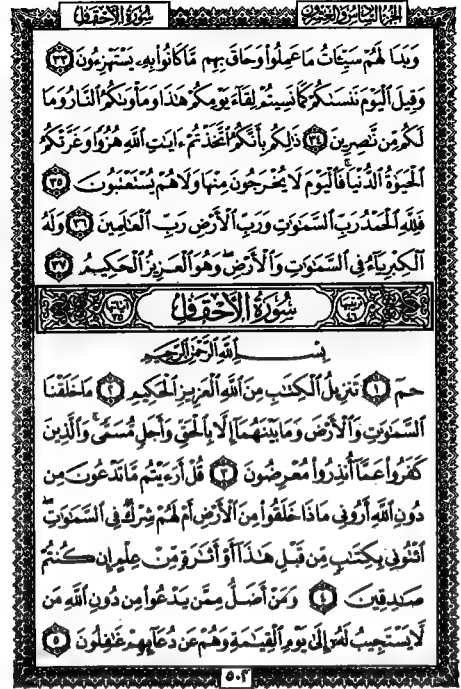 الجزء السادس والعشرون سورة الأحقاف
وَبَدَا لَهُمْ سَيِّـَٔاتُ مَا عَمِلُوا۟ وَحَاقَ بِهِم مَّا كَانُوا۟ بِهِۦ يَسْتَهْزِءُونَ ٣٣
وَقِيلَ ٱلْيَوْمَ نَنسَىٰكُمْ كَمَا نَسِيتُمْ لِقَآءَ يَوْمِكُمْ هَـٰذَا وَمَأْوَىٰكُمُ ٱلنَّارُ وَمَا
لَكُم مِّن نَّـٰصِرِينَ ٣٤ ذَٰلِكُم بِأَنَّكُمُ ٱتَّخَذْتُمْ ءَايَـٰتِ ٱللَّهِ هُزُوًا وَغَرَّتْكُمُ
ٱلْحَيَوٰةُ ٱلدُّنْيَا ۚ فَٱلْيَوْمَ لَا يُخْرَجُونَ مِنْهَا وَلَا هُمْ يُسْتَعْتَبُونَ ٣٥
فَلِلَّهِ ٱلْحَمْدُ رَبِّ ٱلسَّمَـٰوَٰتِ وَرَبِّ ٱلْأَرْضِ رَبِّ ٱلْعَـٰلَمِينَ ٣٦ وَلَهُ
ٱلْكِبْرِيَآءُ فِى ٱلسَّمَـٰوَٰتِ وَٱلْأَرْضِ ۖ وَهُوَ ٱلْعَزِيزُ ٱلْحَكِيمُ ٣٧
سُورَةُ الأَحْقَافِ
بِسْمِ ٱللَّهِ ٱلرَّحْمَـٰنِ ٱلرَّحِيمِ
حمٓ ١ تَنزِيلُ ٱلْكِتَـٰبِ مِنَ ٱللَّهِ ٱلْعَزِيزِ ٱلْحَكِيمِ ٢ مَا خَلَقْنَا
ٱلسَّمَـٰوَٰتِ وَٱلْأَرْضَ وَمَا بَيْنَهُمَآ إِلَّا بِٱلْحَقِّ وَأَجَلٍ مُّسَمًّى ۚ وَٱلَّذِينَ
كَفَرُوا۟ عَمَّآ أُنذِرُوا۟ مُعْرِضُونَ ٣ قُلْ أَرَءَيْتُم مَّا تَدْعُونَ مِن
دُونِ ٱللَّهِ أَرُونِى مَاذَا خَلَقُوا۟ مِنَ ٱلْأَرْضِ أَمْ لَهُمْ شِرْكٌ فِى ٱلسَّمَـٰوَٰتِ ۖ
ٱئْتُونِى بِكِتَـٰبٍ مِّن قَبْلِ هَـٰذَآ أَوْ أَثَـٰرَةٍ مِّنْ عِلْمٍ إِن كُنتُمْ
صَـٰدِقِينَ ٤ وَمَنْ أَضَلُّ مِمَّن يَدْعُوا۟ مِن دُونِ ٱللَّهِ مَن
لَّا يَسْتَجِيبُ لَهُۥٓ إِلَىٰ يَوْمِ ٱلْقِيَـٰمَةِ وَهُمْ عَن دُعَآئِهِمْ غَـٰفِلُونَ ٥
٥٠٢